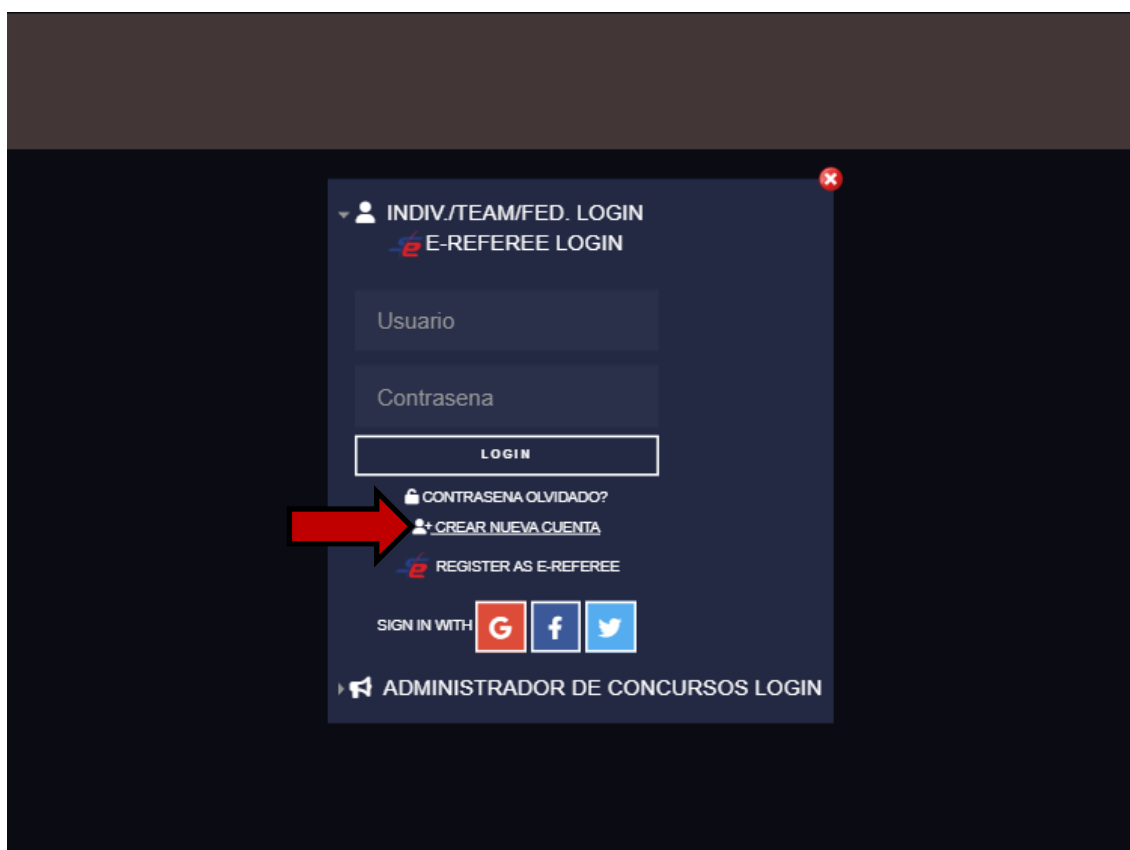 INDIV./TEAM/FED. LOGIN
E-REFEREE LOGIN
Usuario
Contrasena
LOGIN
CONTRASENA OLVIDADO?
CREAR NUEVA CUENTA
REGISTER AS E-REFEREE
SIGN IN WITH G f
ADMINISTRADOR DE CONCURSOS LOGIN